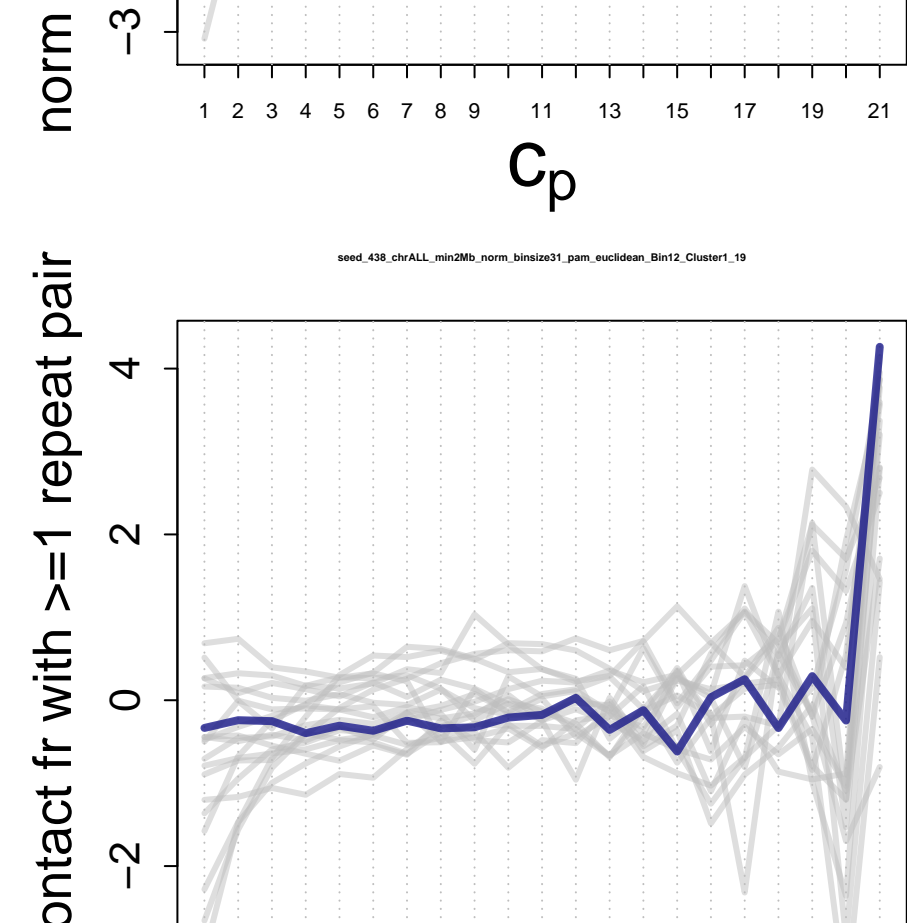 norm
−3
1 2 3 4 5 6 7 8 9 11 13 15 17 19 21
cp
seed_438_chrALL_min2Mb_norm_binsize31_pam_euclidean_Bin12_Cluster1_19
ontact fr with >=1 repeat pair
4
2
0
−2